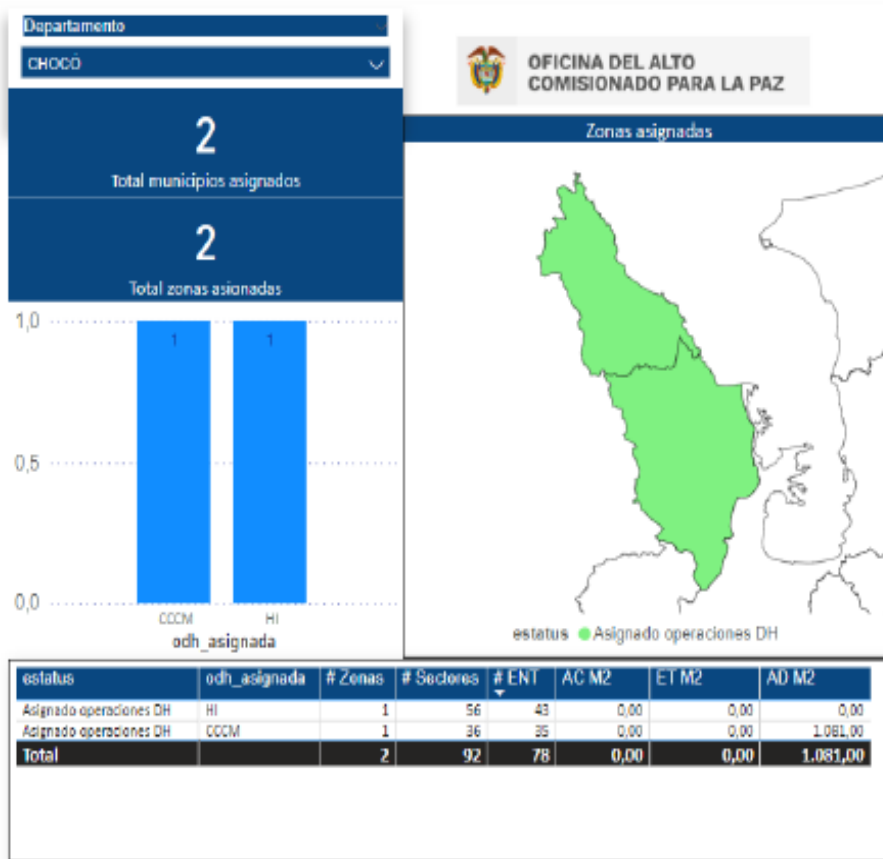 Departamento
CHOCÓ
OFICINA DEL ALTO
COMISIONADO PARA LA PAZ
2
Total municipios asignados
2
Total zonas asionadas
1,0
1
1
0,5
0,0
CCCM HI
odh_asignada
Zonas asignadas
estatus Asignado operaciones DH
estatus odh_asignada # Zonas # Sectores # ENT AC M2 ET M2 AD M2
Asignado operaciones DH HI 1 56 43 0,00 0,00 0,00
Asignado operaciones DH CCCM 1 36 35 0,00 0,00 1.081,00
Total 2 92 78 0,00 0,00 1.081,00